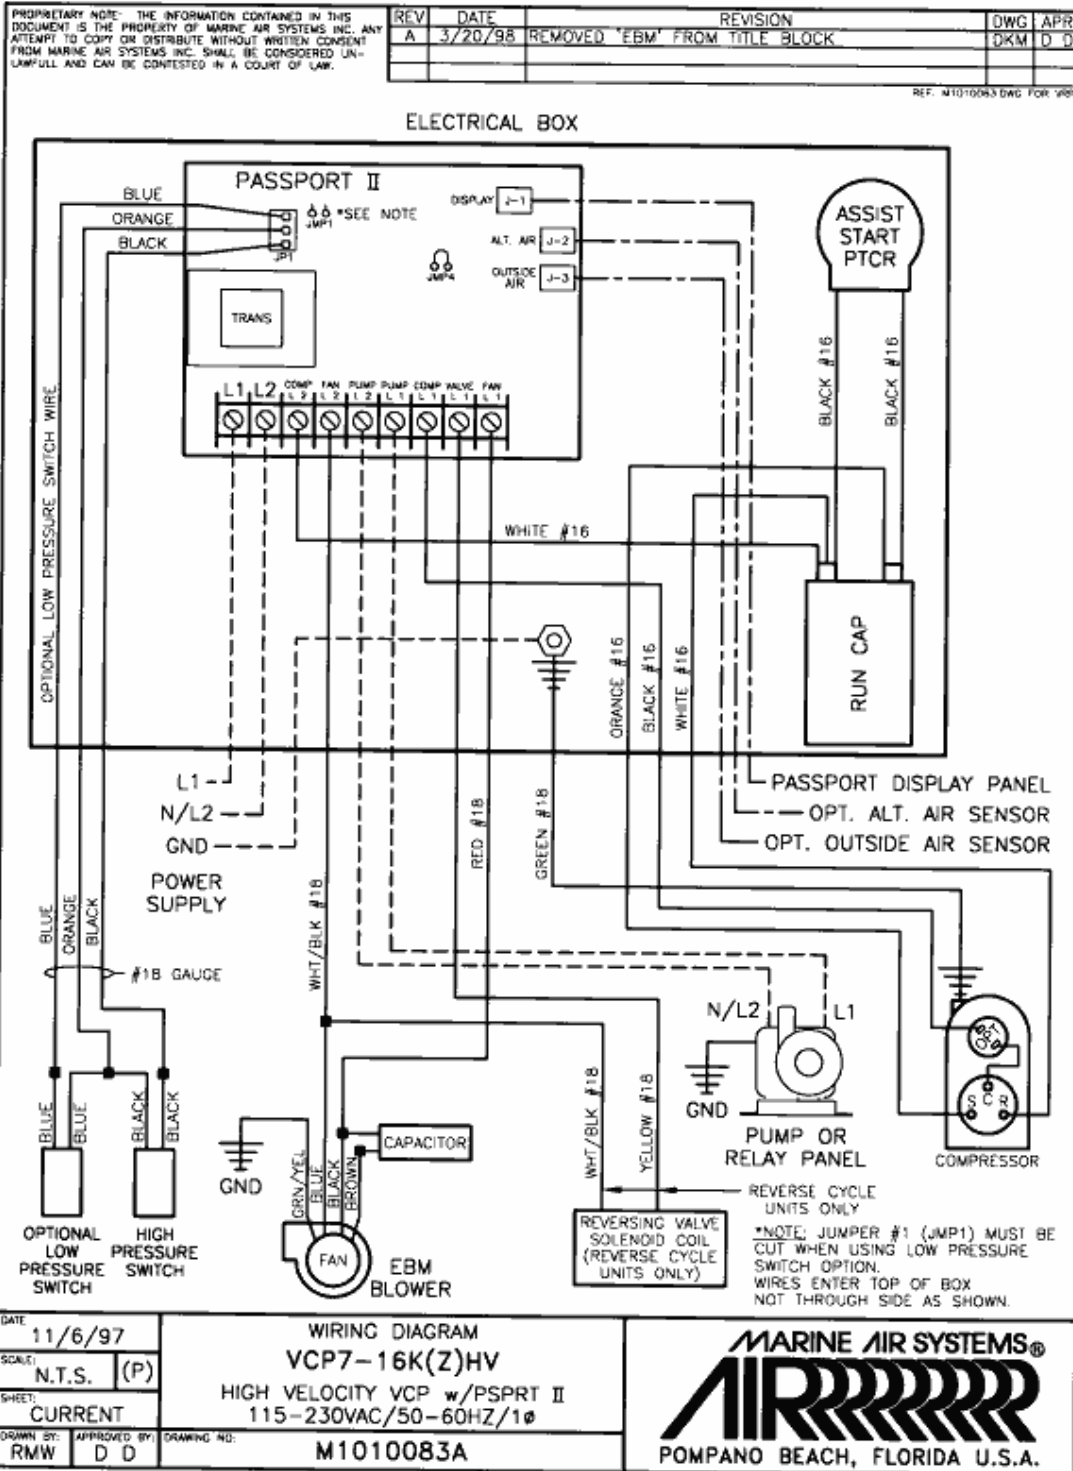 PROPRIETARY NOTE: THE INFORMATION CONTAINED IN THIS
DOCUMENT IS THE PROPERTY OF MARINE AIR SYSTEMS INC. ANY
ATTEMPT TO COPY OR DISTRIBUTE WITHOUT WRITTEN CONSENT
FROM MARINE AIR SYSTEMS INC. SHALL BE CONSIDERED UN-
LAWFULL AND CAN BE CONTESTED IN A COURT OF LAW.
REV DATE REVISION DWG APR
A 3/20/98 REMOVED "EBM" FROM TITLE BLOCK DKM D D
REF. M1010063.DWG FOR
ELECTRICAL BOX
PASSPORT II
BLUE
ORANGE
BLACK
JMP1
*SEE NOTE
JP1
JMP4
DISPLAY J-1
ALT. AIR J-2
OUTSIDE
AIR
J-3
TRANS
ASSIST
START
PTCR
BLACK #16
BLACK #16
L1 L2 COMP L2 FAN L2 PUMP L2 PUMP L1 COMP L1 VALVE L1 FAN L1
OPTIONAL LOW PRESSURE SWITCH WIRE
WHITE #16
ORANGE #16
BLACK #16
WHITE #16
RUN CAP
L1
N/L2
GND
POWER
SUPPLY
PASSPORT DISPLAY PANEL
OPT. ALT. AIR SENSOR
OPT. OUTSIDE AIR SENSOR
RED #18
GREEN #18
WHT/BLK #18
BLUE
ORANGE
BLACK
#18 GAUGE
N/L2
L1
GND
PUMP OR
RELAY PANEL
OPT
S C R
COMPRESSOR
BLUE
BLUE
BLACK
BLACK
OPTIONAL
LOW
PRESSURE
SWITCH
HIGH
PRESSURE
SWITCH
GND
GRN/YEL
BLUE
BLACK
BROWN
CAPACITOR
FAN
EBM
BLOWER
WHT/BLK #18
YELLOW #18
REVERSE CYCLE
UNITS ONLY
REVERSING VALVE
SOLENOID COIL
(REVERSE CYCLE
UNITS ONLY)
*NOTE: JUMPER #1 (JMP1) MUST BE
CUT WHEN USING LOW PRESSURE
SWITCH OPTION.
WIRES ENTER TOP OF BOX
NOT THROUGH SIDE AS SHOWN.
DATE
11/6/97
SCALE:
N.T.S. (P)
SHEET:
CURRENT
DRAWN BY:
RMW
APPROVED BY:
D D
WIRING DIAGRAM
VCP7-16K(Z)HV
HIGH VELOCITY VCP w/PSPRT II
115-230VAC/50-60HZ/1ø
DRAWING NO:
M1010083A
MARINE AIR SYSTEMS®
AIR
POMPANO BEACH, FLORIDA U.S.A.